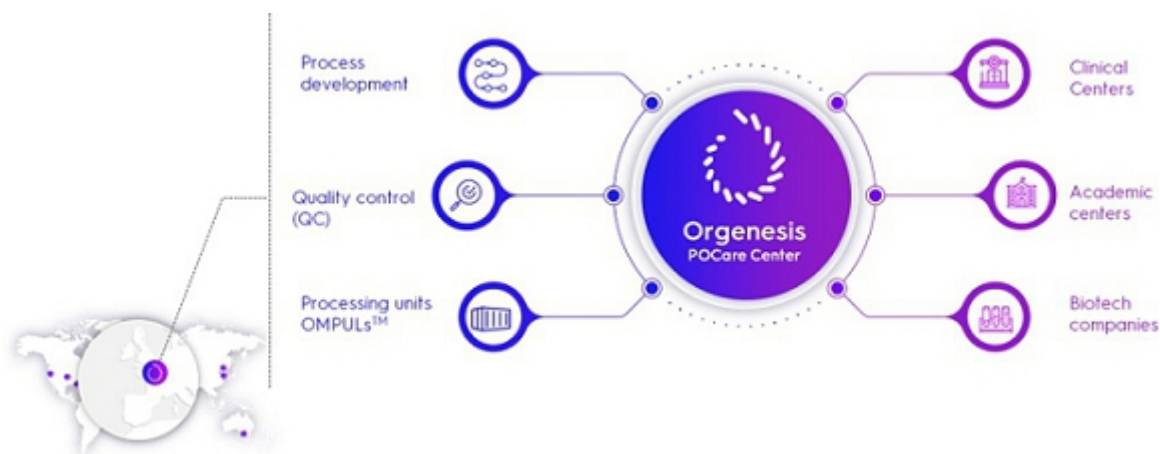 Process
development
Quality control
(QC)
Processing units
OMPULs™
Orgenesis
POCare Center
Clinical
Centers
Academic
centers
Biotech
companies